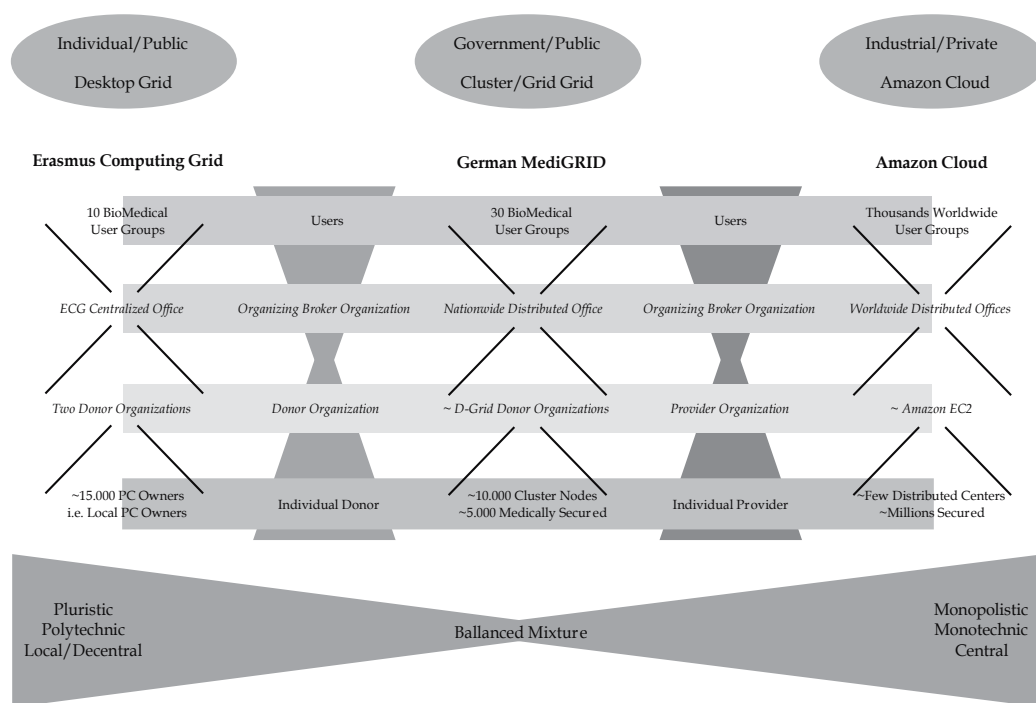 Individual/Public
Desktop Grid
Government/Public
Cluster/Grid Grid
Industrial/Private
Amazon Cloud
Erasmus Computing Grid
German MediGRID
Amazon Cloud
10 BioMedical
User Groups
Users
30 BioMedical
User Groups
Users
Thousands Worldwide
User Groups
ECG Centralized Office
Organizing Broker Organization
Nationwide Distributed Office
Organizing Broker Organization
Worldwide Distributed Offices
Two Donor Organizations
Donor Organization
~ D-Grid Donor Organizations
Provider Organization
~ Amazon EC2
~15.000 PC Owners
i.e. Local PC Owners
Individual Donor
~10.000 Cluster Nodes
~5.000 Medically Secured
Individual Provider
~Few Distributed Centers
~Millions Secured
Pluristic
Polytechnic
Local/Decentral
Ballanced Mixture
Monopolistic
Monotechnic
Central